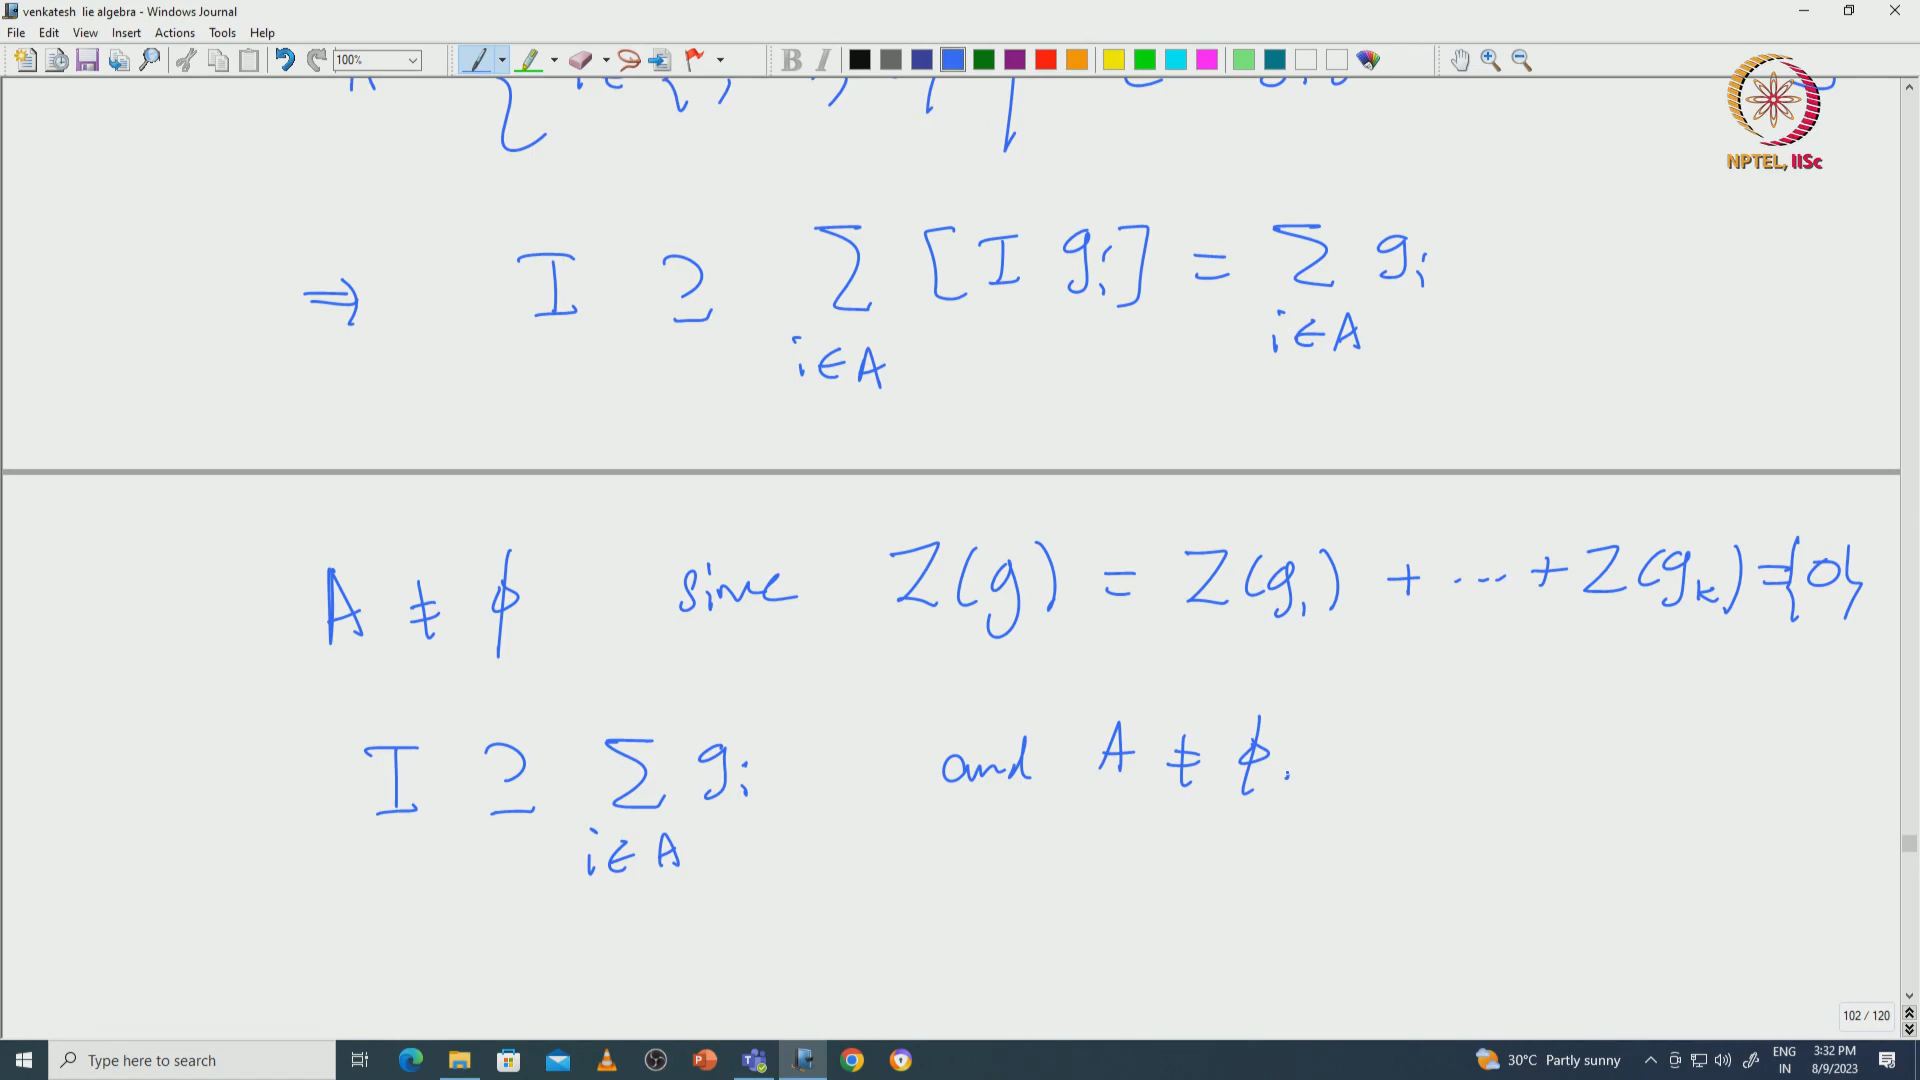 venkatesh lie algebra - Windows Journal
File Edit View Insert Actions Tools Help
100%
B I
NPTEL, IISc
⇒ I ⊇ Σ [I g_i] = Σ g_i
i∈A i∈A
A ≠ ϕ since Z(g) = Z(g_1) + ... + Z(g_k) = {0}
I ⊇ Σ g_i and A ≠ ϕ.
i∈A
102 / 120
Type here to search
30°C Partly sunny
ENG
IN
3:32 PM
8/9/2023